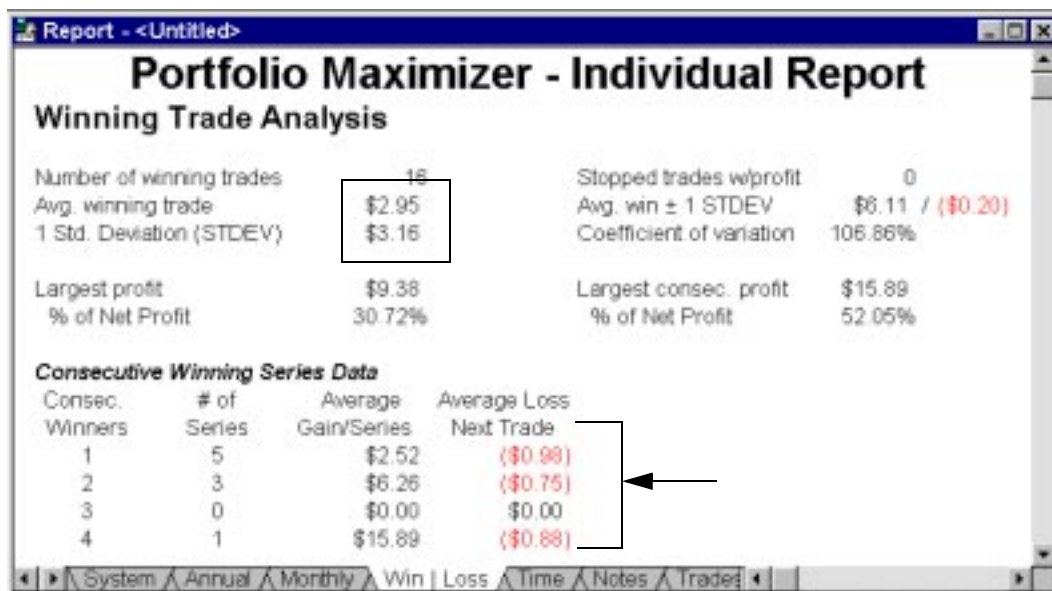 Report - <Untitled>
Portfolio Maximizer - Individual Report
Winning Trade Analysis
Number of winning trades 16 Stopped trades w/profit 0
Avg. winning trade $2.95 Avg. win ± 1 STDEV $6.11 / ($0.20)
1 Std. Deviation (STDEV) $3.16 Coefficient of variation 106.86%
Largest profit $9.38 Largest consec. profit $15.89
% of Net Profit 30.72% % of Net Profit 52.05%
Consecutive Winning Series Data
Consec. # of Average Average Loss
Winners Series Gain/Series Next Trade
1 5 $2.52 ($0.98)
2 3 $6.26 ($0.75)
3 0 $0.00 $0.00
4 1 $15.89 ($0.88)
System Annual Monthly Win | Loss Time Notes Trades